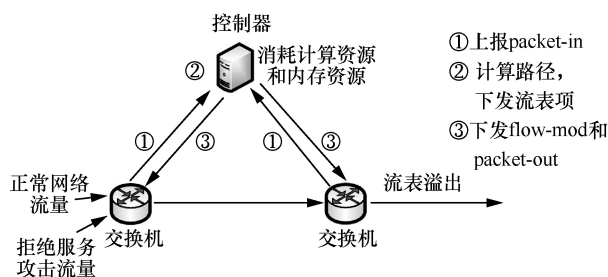 控制器
消耗计算资源
和内存资源
②
①
③
①
③
①上报packet-in
② 计算路径,
下发流表项
③下发flow-mod和
packet-out
正常网络
流量
拒绝服务
攻击流量
交换机
交换机
流表溢出